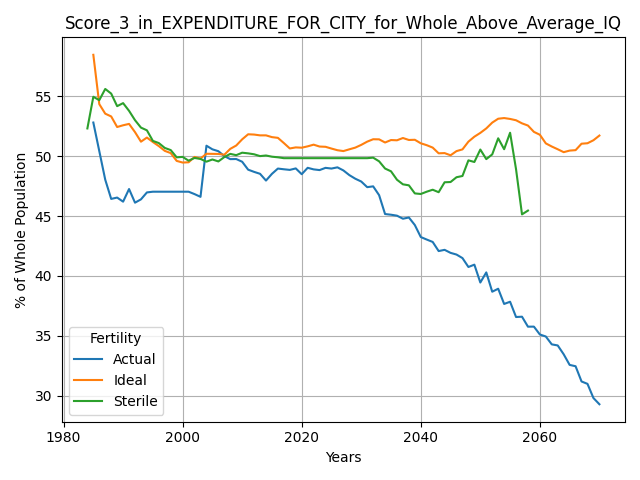 Score_3_in_EXPENDITURE_FOR_CITY_for_Whole_Above_Average_IQ
% of Whole Population
55
50
45
40
35
30
Fertility
Actual
Ideal
Sterile
1980
2000
2020
2040
2060
Years